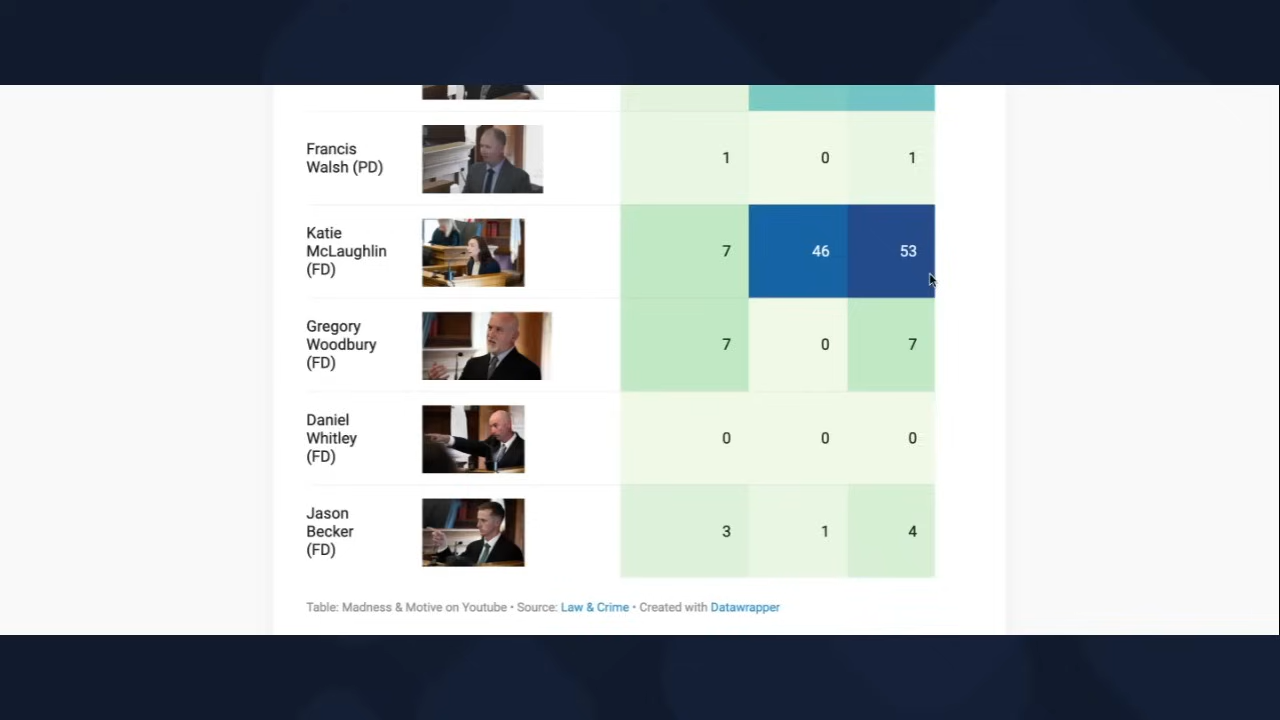 Francis
Walsh (PD)
1 0 1
Katie
McLaughlin
(FD)
7 46 53
Gregory
Woodbury
(FD)
7 0 7
Daniel
Whitley
(FD)
0 0 0
Jason
Becker
(FD)
3 1 4
Table: Madness & Motive on Youtube • Source: Law & Crime • Created with Datawrapper